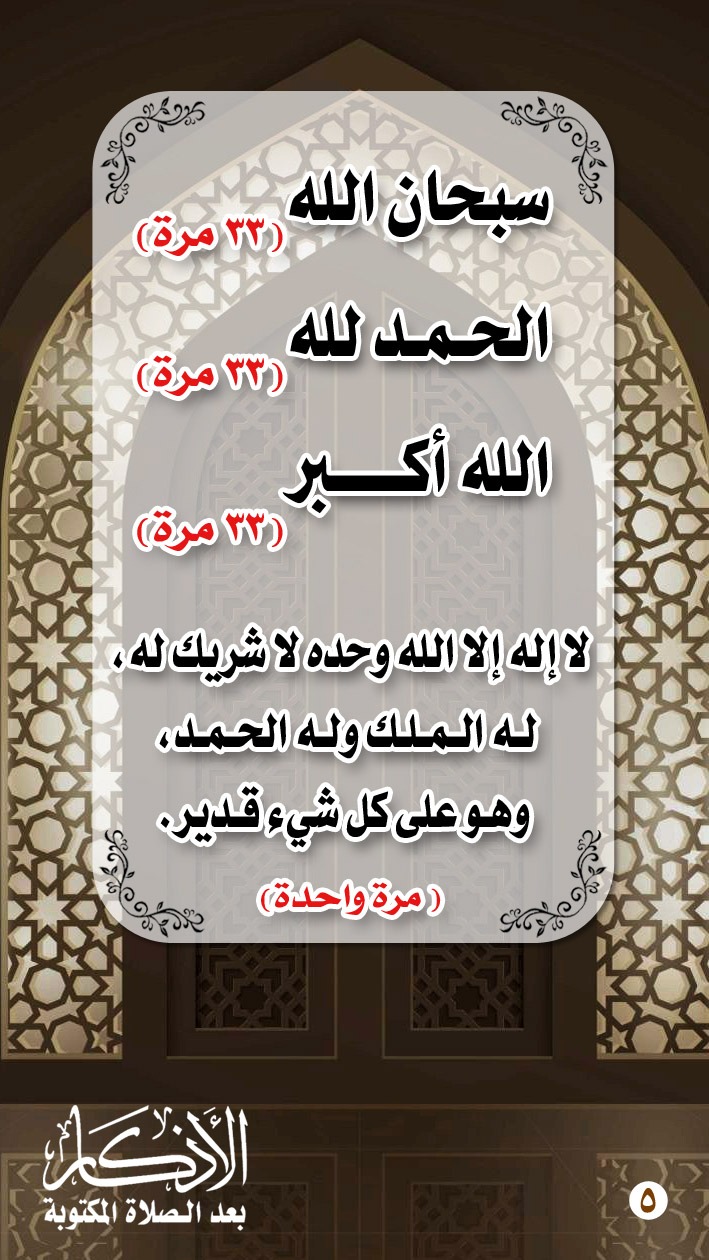 سبحان الله
(٣٣ مرة)
الحمد لله
(٣٣ مرة)
الله أكبر
(٣٣ مرة)
لا إله إلا الله وحده لا شريك له،
له الملك وله الحمد،
وهو على كل شيء قدير.
(مرة واحدة)
الأذكار
بعد الصلاة المكتوبة
٥